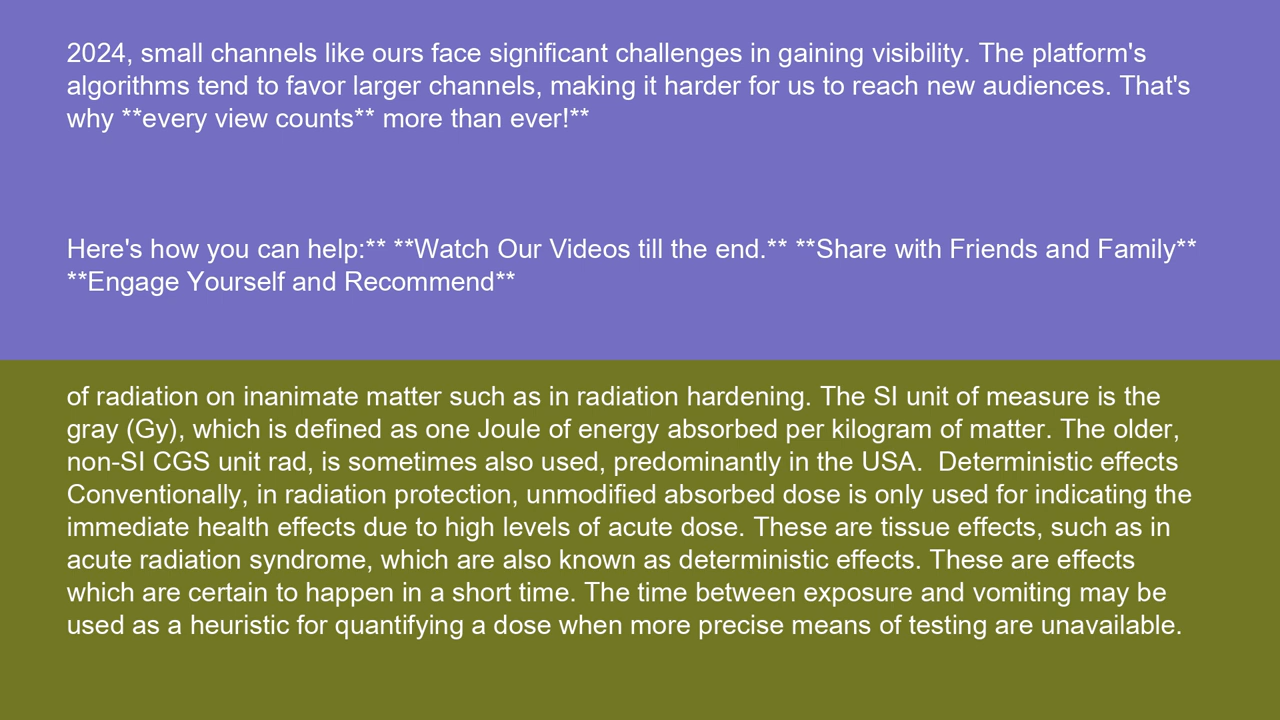 2024, small channels like ours face significant challenges in gaining visibility. The platform's
algorithms tend to favor larger channels, making it harder for us to reach new audiences. That's
why **every view counts** more than ever!**
Here's how you can help:** **Watch Our Videos till the end.** **Share with Friends and Family**
**Engage Yourself and Recommend**
of radiation on inanimate matter such as in radiation hardening. The SI unit of measure is the
gray (Gy), which is defined as one Joule of energy absorbed per kilogram of matter. The older,
non-SI CGS unit rad, is sometimes also used, predominantly in the USA.  Deterministic effects
Conventionally, in radiation protection, unmodified absorbed dose is only used for indicating the
immediate health effects due to high levels of acute dose. These are tissue effects, such as in
acute radiation syndrome, which are also known as deterministic effects. These are effects
which are certain to happen in a short time. The time between exposure and vomiting may be
used as a heuristic for quantifying a dose when more precise means of testing are unavailable.